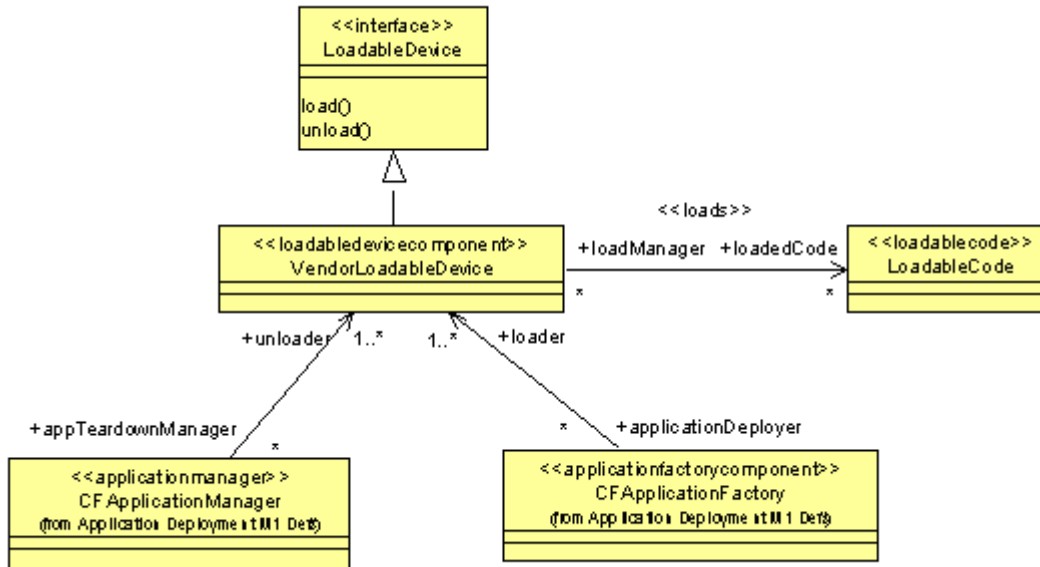 <<interface>>
LoadableDevice
load()
unload()
<<loads>>
<<loadabledevicecomponent>>
VendorLoadableDevice
+loadManager
+loadedCode
<<loadablecode>>
LoadableCode
*
*
+unloader
1..*
1..*
+loader
+appTeardownManager
*
*
+applicationDeployer
<<applicationmanager>>
CFApplicationManager
(from Application Deployment M1 Defs)
<<applicationfactorycomponent>>
CFApplicationFactory
(from Application Deployment M1 Defs)